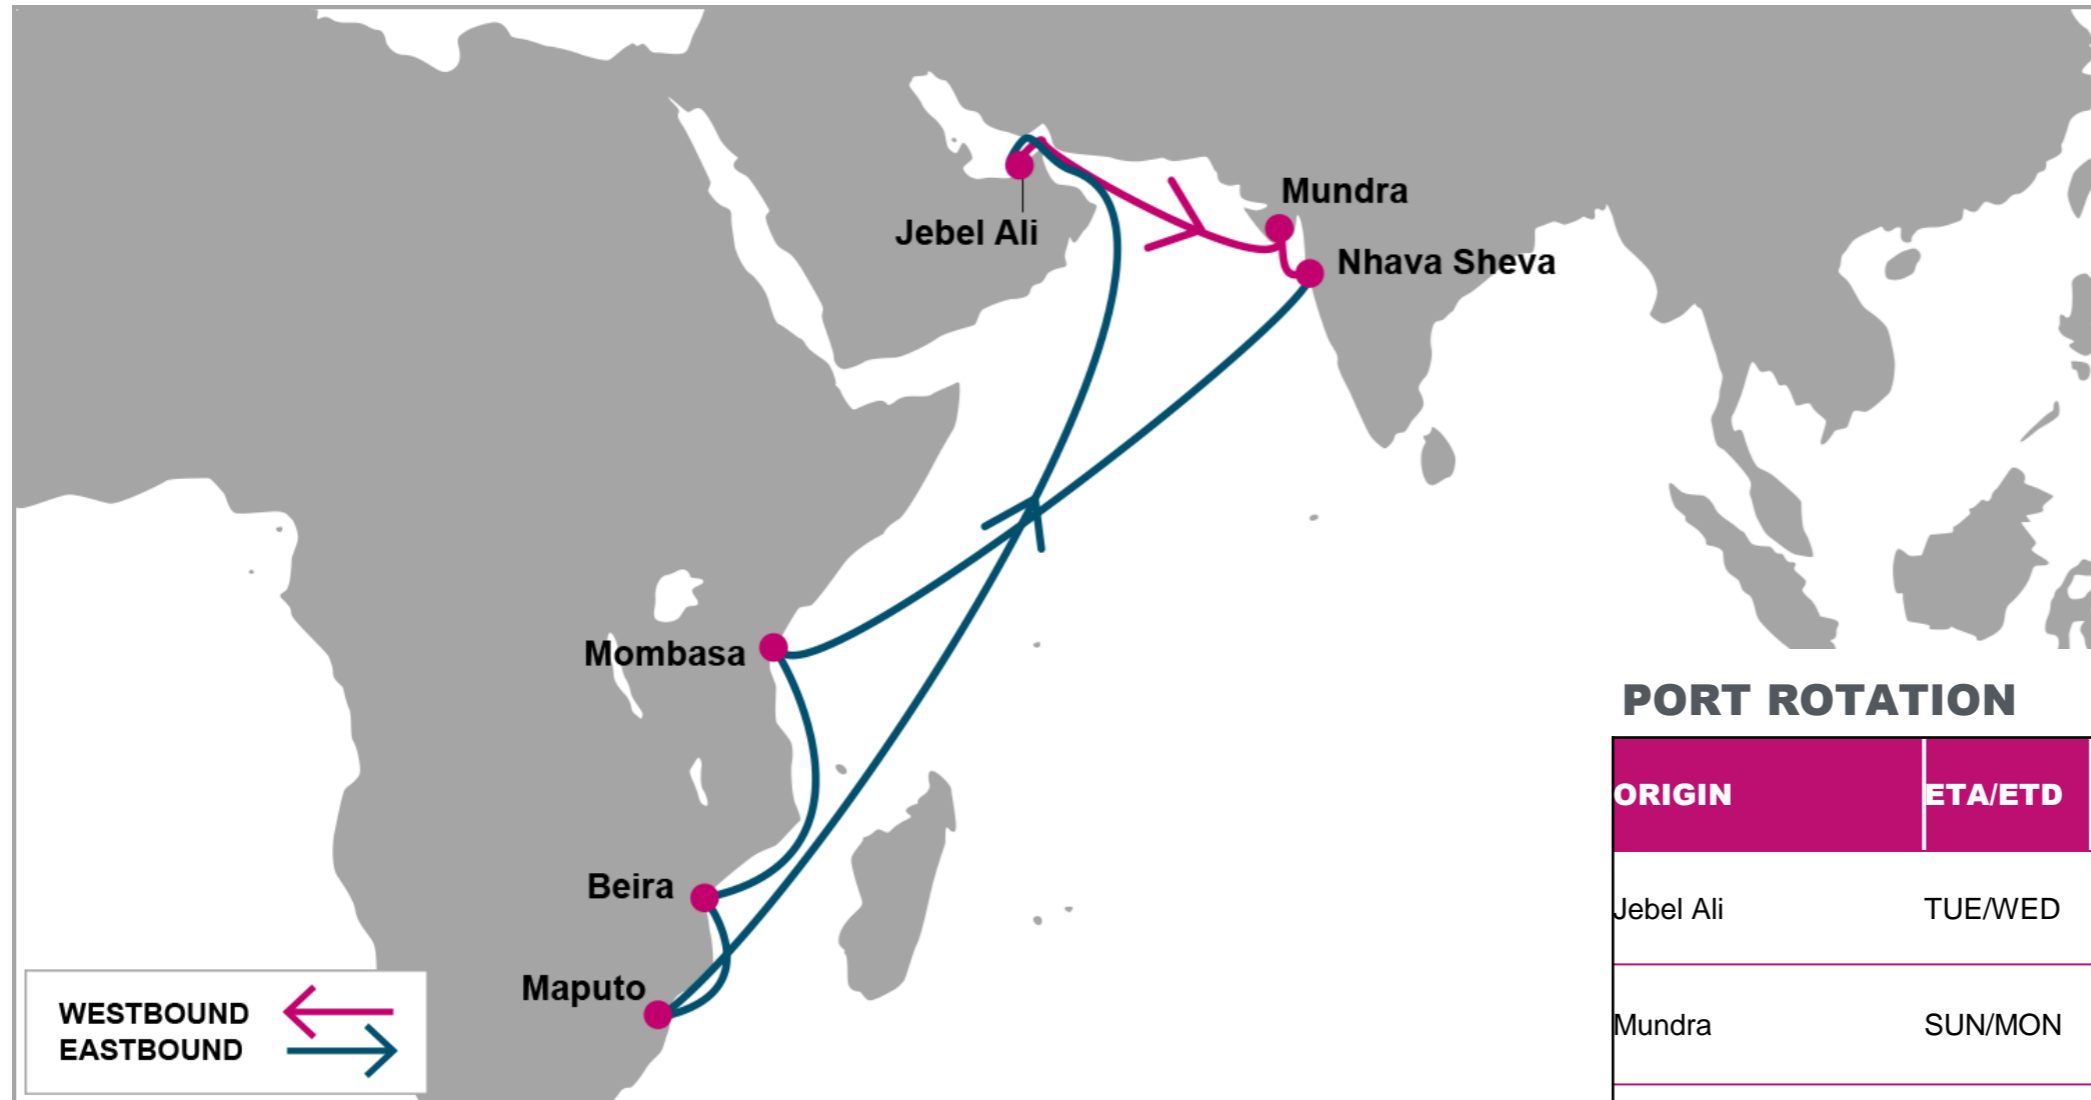 Mundra
Jebel Ali
Nhava Sheva
Mombasa
Beira
Maputo
WESTBOUND
EASTBOUND
PORT ROTATION
ORIGIN ETA/ETD
Jebel Ali TUE/WED
Mundra SUN/MON